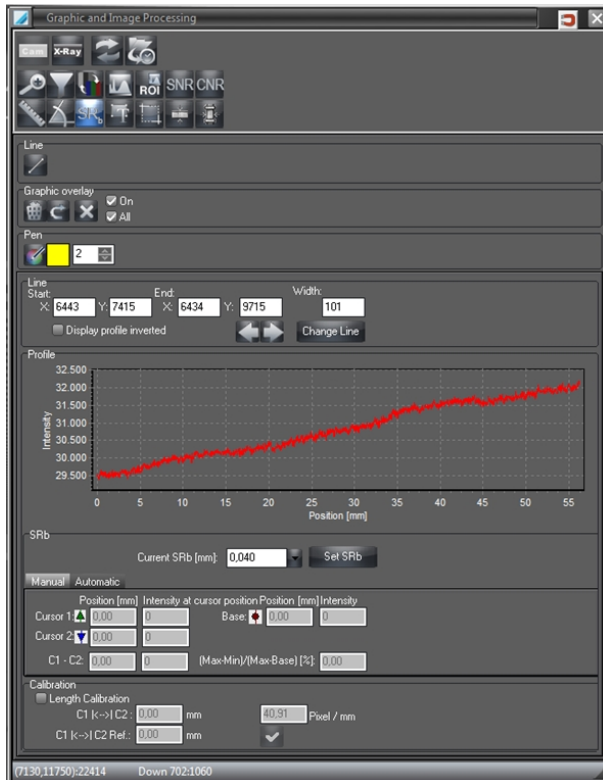 Graphic and Image Processing
Cam X-Ray
ROI SNR CNR
SRb
Line
Graphic overlay
On
All
Pen
2
Line
Start: End: Width:
X: 6443 Y: 7415 X: 6434 Y: 9715 101
Display profile inverted Change Line
Profile
32.500
32.000
31.500
31.000
30.500
30.000
29.500
Intensity
0 5 10 15 20 25 30 35 40 45 50 55
Position [mm]
SRb
Current SRb [mm]: 0,040 Set SRb
Manual Automatic
Position [mm] Intensity at cursor position Position [mm] Intensity
Cursor 1: 0,00 0 Base: 0,00 0
Cursor 2: 0,00 0
C1 - C2: 0,00 0 (Max-Min)/(Max-Base) [%]: 0,00
Calibration
Length Calibration
C1 |<-->| C2 : 0,00 mm 40,91 Pixel / mm
C1 |<-->| C2 Ref.: 0,00 mm
(7130,11750):22414 Down 702:1060